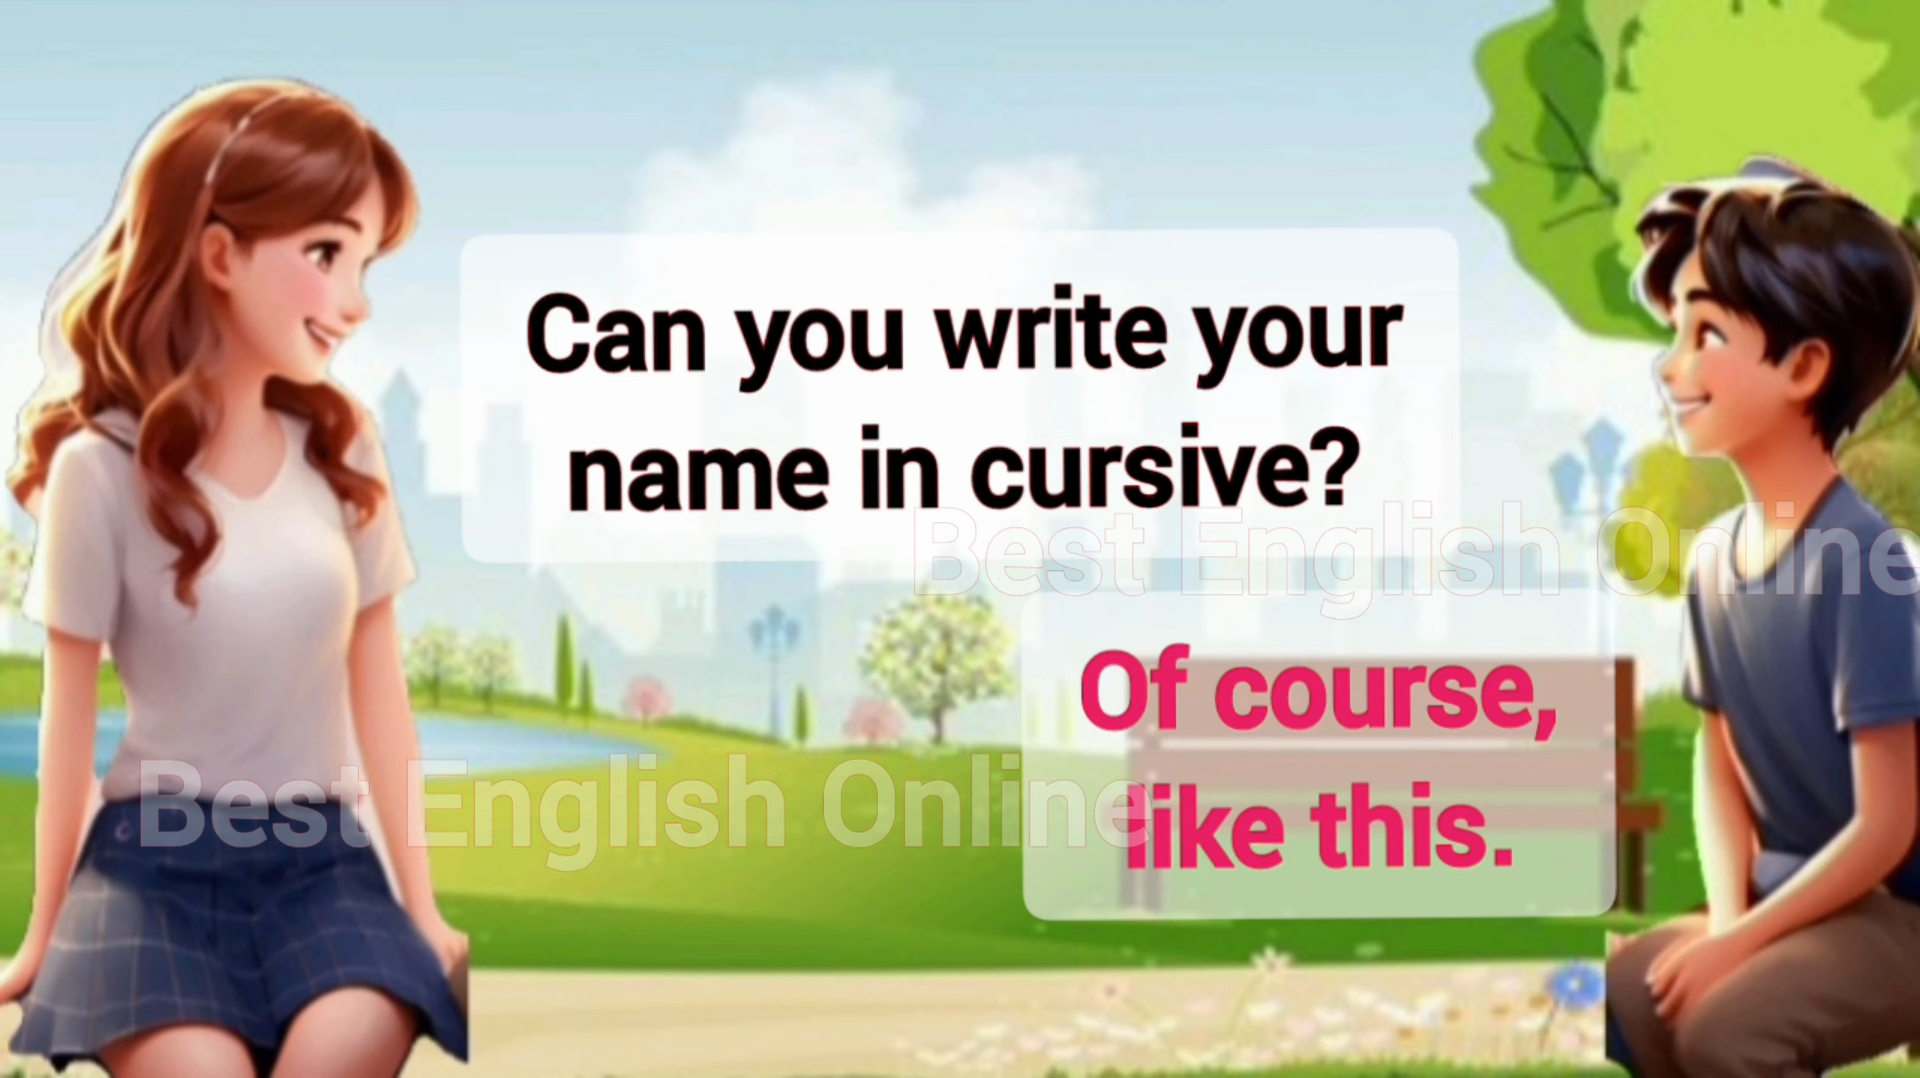 Can you write your
name in cursive?
Best English Online
Of course,
like this.
Best English Online